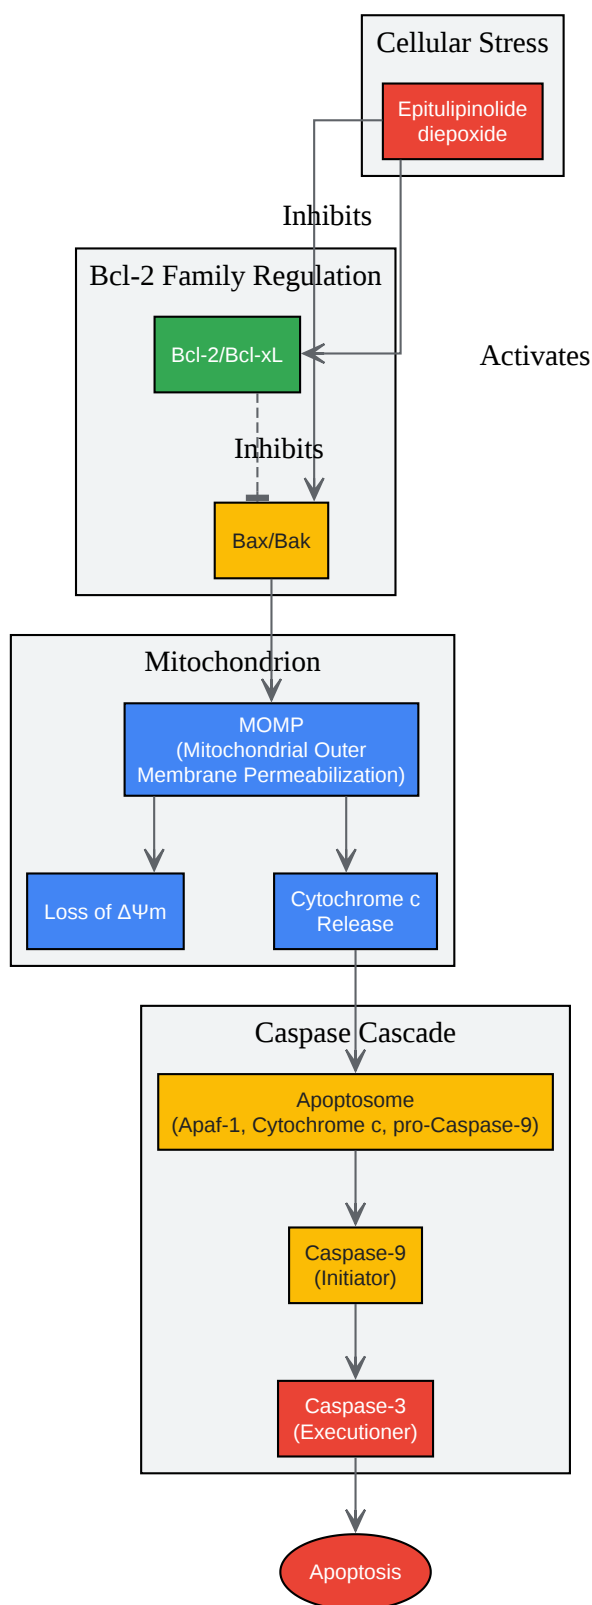 Cellular Stress
Epitulipinolide
diepoxide
Inhibits
Bcl-2 Family Regulation
Bcl-2/Bcl-xL
Activates
Inhibits
Bax/Bak
Mitochondrion
MOMP
(Mitochondrial Outer
Membrane Permeabilization)
Loss of ΔΨm
Cytochrome c
Release
Caspase Cascade
Apoptosome
(Apaf-1, Cytochrome c, pro-Caspase-9)
Caspase-9
(Initiator)
Caspase-3
(Executioner)
Apoptosis